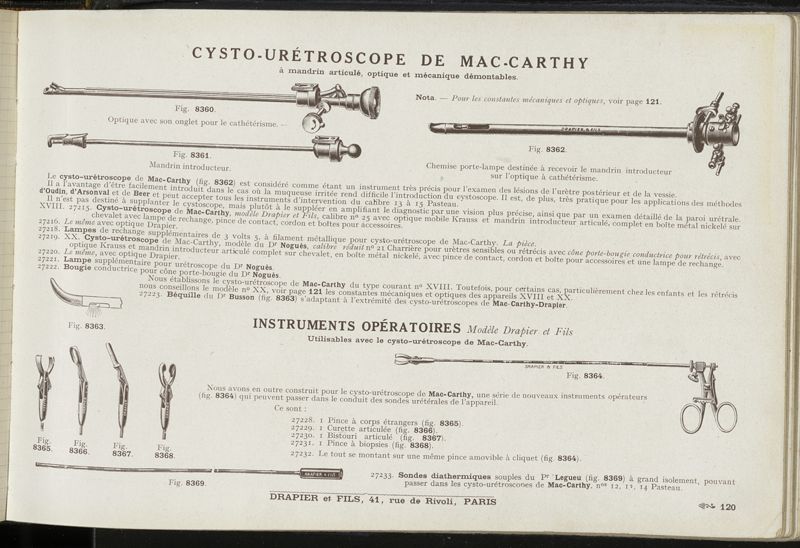 CYSTO-URÉTROSCOPE DE MAC-CARTHY
à mandrin articulé, optique et mécanique démontables.
Fig. 8360.
Optique avec son onglet pour le cathétérisme. —
Nota. — Pour les constantes mécaniques et optiques, voir page 121.
DRAPIER & FILS
Fig. 8361.
Mandrin introducteur.
Fig. 8362.
Chemise porte-lampe destinée à recevoir le mandrin introducteur
sur l'optique à cathétérisme.
Le cysto-urétroscope de Mac-Carthy (fig. 8362) est considéré comme étant un instrument très précis pour l'examen des lésions de l'urètre postérieur et de la vessie.
Il a l'avantage d'être facilement introduit dans le cas où la muqueuse irritée rend difficile l'introduction du cystoscope. Il est, de plus, très pratique pour les applications des méthodes
d'Oudin, d'Arsonval et de Beer et peut accepter tous les instruments d'intervention du calibre 13 à 15 Pasteur.
Il n'est pas destiné à supplanter le cystoscope, mais plutôt à le suppléer en amplifiant le diagnostic par une vision plus précise, ainsi que par un examen détaillé de la paroi urétrale.
XVIII. 27215. Cysto-urétroscope de Mac-Carthy, modèle Drapier et Fils, calibre nº 25 avec optique mobile Krauss et mandrin introducteur articulé, complet en boîte métal nickelé sur
chevalet avec lampe de rechange, pince de contact, cordon et boîtes pour accessoires.
27216. Le même avec optique Drapier.
27218. Lampes de rechange supplémentaires de 3 volts 5, à filament métallique pour cysto-urétroscope de Mac-Carthy. La pièce.
27219. XX. Cysto-urétroscope de Mac-Carthy, modèle du Dr Noguès, calibre réduit nº 21 Charrière pour urètres sensibles ou rétrécis avec cône porte-bougie conductrice pour rétrécis, avec
optique Krauss et mandrin introducteur articulé complet sur chevalet, en boîte métal nickelé, avec pince de contact, cordon et boîte pour accessoires et une lampe de rechange.
27220. Le même, avec optique Drapier.
27221. Lampe supplémentaire pour urétroscope du Dr Noguès.
27222. Bougie conductrice pour cône porte-bougie du Dr Noguès.
Nous établissons le cysto-urétroscope de Mac-Carthy du type courant nº XVIII. Toutefois, pour certains cas, particulièrement chez les enfants et les rétrécis
nous conseillons le modèle nº XX, voir page 121 les constantes mécaniques et optiques des appareils XVIII et XX.
27223. Béquille du Dr Busson (fig. 8363) s'adaptant à l'extrémité des cysto-urétroscopes de Mac-Carthy-Drapier.
Fig. 8363.
INSTRUMENTS OPÉRATOIRES Modèle Drapier et Fils
Utilisables avec le cysto-urétroscope de Mac-Carthy.
DRAPIER & FILS
Fig. 8364.
Nous avons en outre construit pour le cysto-urétroscope de Mac-Carthy, une série de nouveaux instruments opérateurs
(fig. 8364) qui peuvent passer dans le conduit des sondes urétérales de l'appareil.
Ce sont :
27228. 1 Pince à corps étrangers (fig. 8365).
27229. 1 Curette articulée (fig. 8366).
27230. 1 Bistouri articulé (fig. 8367).
27231. 1 Pince à biopsies (fig. 8368).
27232. Le tout se montant sur une même pince amovible à cliquet (fig. 8364).
Fig. 8365.
Fig. 8366.
Fig. 8367.
Fig. 8368.
DRAPIER & FILS
Fig. 8369.
27233. Sondes diathermiques souples du Pr Legueu (fig. 8369) à grand isolement, pouvant
passer dans les cysto-urétroscopes de Mac-Carthy, nos 12, 13, 14 Pasteur.
DRAPIER et FILS, 41, rue de Rivoli, PARIS
120